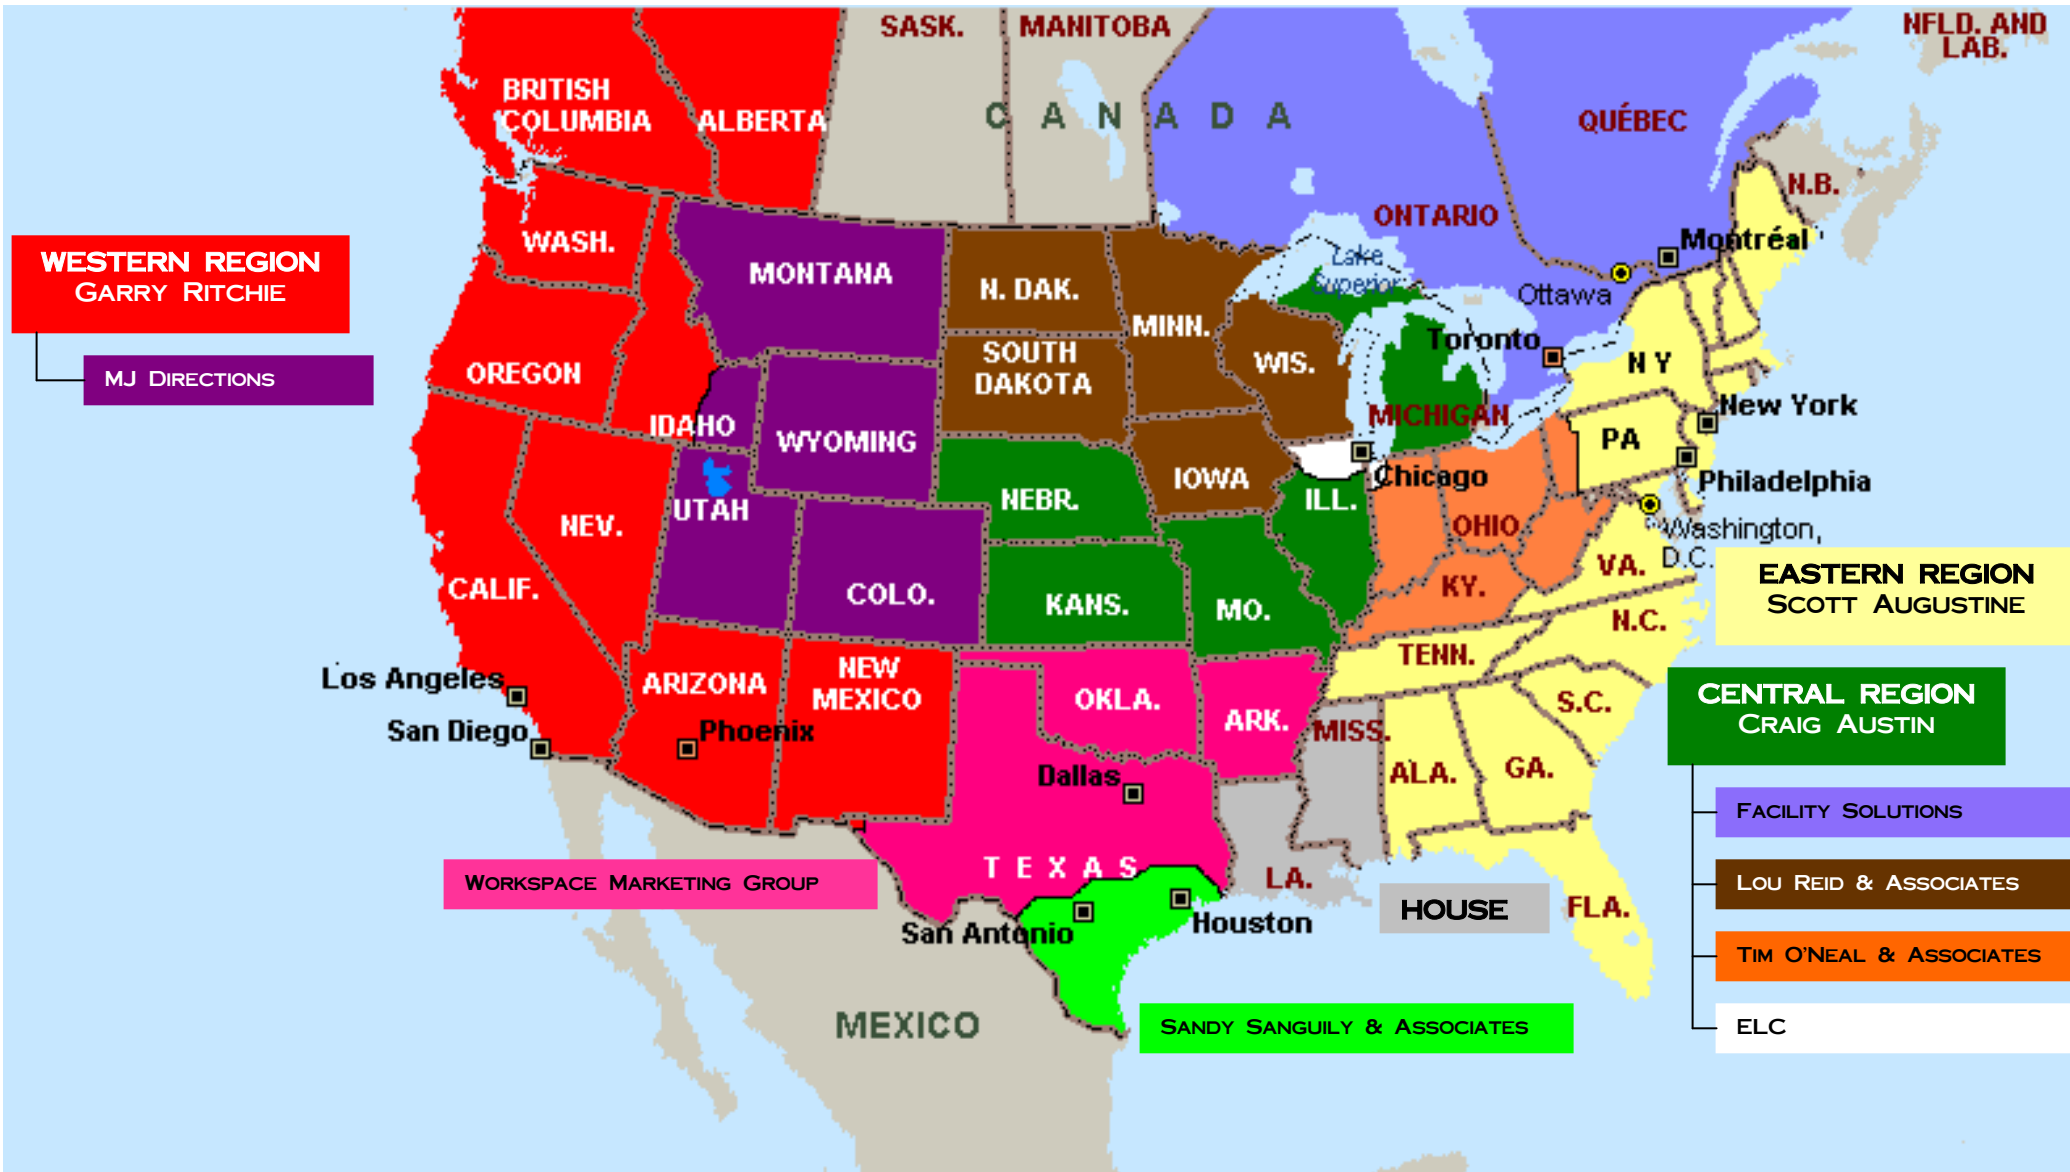 SASK.
MANITOBA
NFLD. AND
LAB.
BRITISH
COLUMBIA
ALBERTA
CANADA
QUÉBEC
N.B.
ONTARIO
Montréal
WASH.
Lake
Superior
Ottawa
WESTERN REGION
GARRY RITCHIE
MJ DIRECTIONS
MONTANA
N. DAK.
MINN.
SOUTH
DAKOTA
WIS.
Toronto
N Y
OREGON
IDAHO
WYOMING
MICHIGAN
New York
PA
IOWA
Chicago
Philadelphia
NEBR.
ILL.
UTAH
NEV.
OHIO
Washington,
D.C.
VA.
CALIF.
COLO.
KANS.
MO.
KY.
EASTERN REGION
SCOTT AUGUSTINE
N.C.
TENN.
Los Angeles
ARIZONA
NEW
MEXICO
OKLA.
ARK.
MISS.
S.C.
CENTRAL REGION
CRAIG AUSTIN
San Diego
Phoenix
Dallas
ALA.
GA.
FACILITY SOLUTIONS
TEXAS
LA.
WORKSPACE MARKETING GROUP
LOU REID & ASSOCIATES
HOUSE
FLA.
San Antonio
Houston
TIM O'NEAL & ASSOCIATES
MEXICO
SANDY SANGUILY & ASSOCIATES
ELC